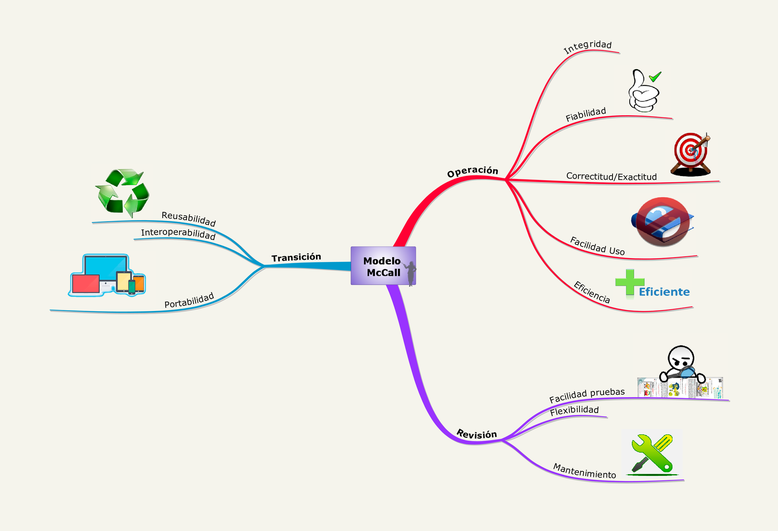 Modelo
McCall
Operación
Integridad
Fiabilidad
Correctitud/Exactitud
Facilidad Uso
Eficiencia
Eficiente
Revisión
Facilidad pruebas
Flexibilidad
Mantenimiento
Transición
Reusabilidad
Interoperabilidad
Portabilidad